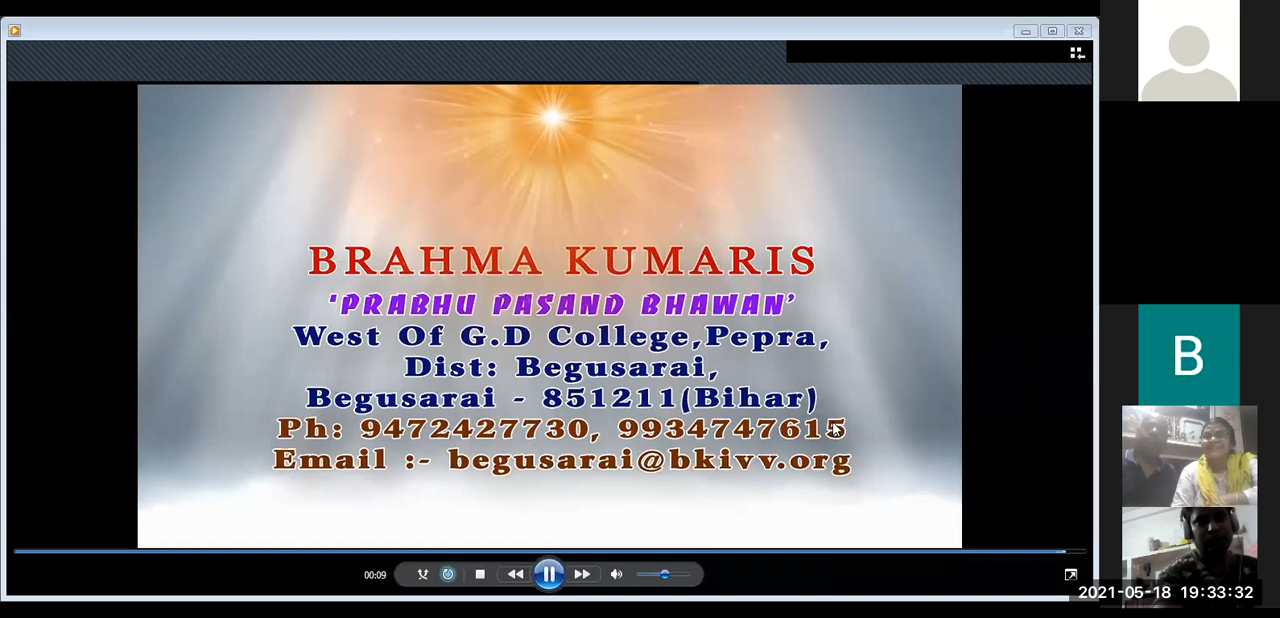 BRAHMA KUMARIS
'PRABHU PASAND BHAWAN'
West Of G.D College,Pepra,
Dist: Begusarai,
Begusarai - 851211(Bihar)
Ph: 9472427730, 9934747615
Email :- begusarai@bkivv.org
00:09
B
2021-05-18 19:33:32